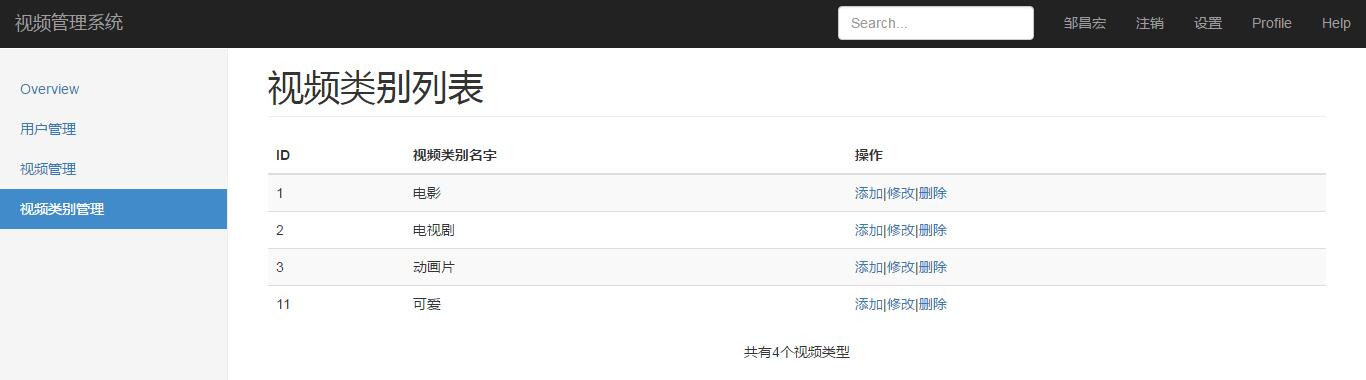 视频管理系统 Search... 邹昌宏 注销 设置 Profile Help
Overview
用户管理
视频管理
视频类别管理
视频类别列表
ID 视频类别名字 操作
1 电影 添加|修改|删除
2 电视剧 添加|修改|删除
3 动画片 添加|修改|删除
11 可爱 添加|修改|删除
共有4个视频类型